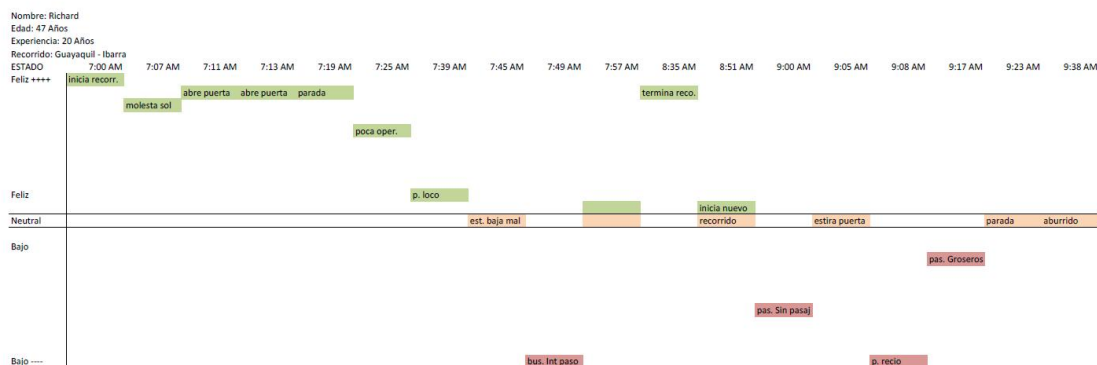 Nombre: Richard
Edad: 47 Años
Experiencia: 20 Años
Recorrido: Guayaquil - Ibarra
ESTADO 7:00 AM 7:07 AM 7:11 AM 7:13 AM 7:19 AM 7:25 AM 7:39 AM 7:45 AM 7:49 AM 7:57 AM 8:35 AM 8:51 AM 9:00 AM 9:05 AM 9:08 AM 9:17 AM 9:23 AM 9:38 AM
Feliz ++++ inicia recorr.
abre puerta abre puerta parada termina reco.
molesta sol
poca oper.
Feliz p. loco
inicia nuevo
Neutral est. baja mal recorrido estira puerta parada aburrido
Bajo
pas. Groseros
pas. Sin pasaj
Bajo ---- bus. Int paso p. recio